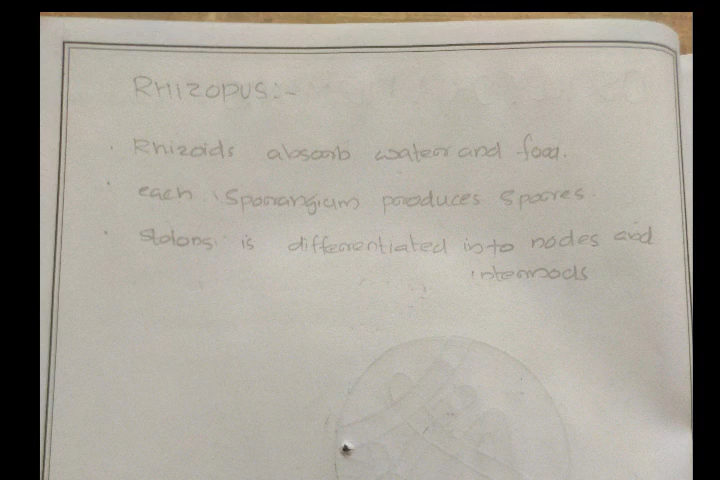 RHIZOPUS:-
. Rhizoids absorb water and food.
. each sporangium produces spores.
. Stolons is differentiated into nodes and
internods